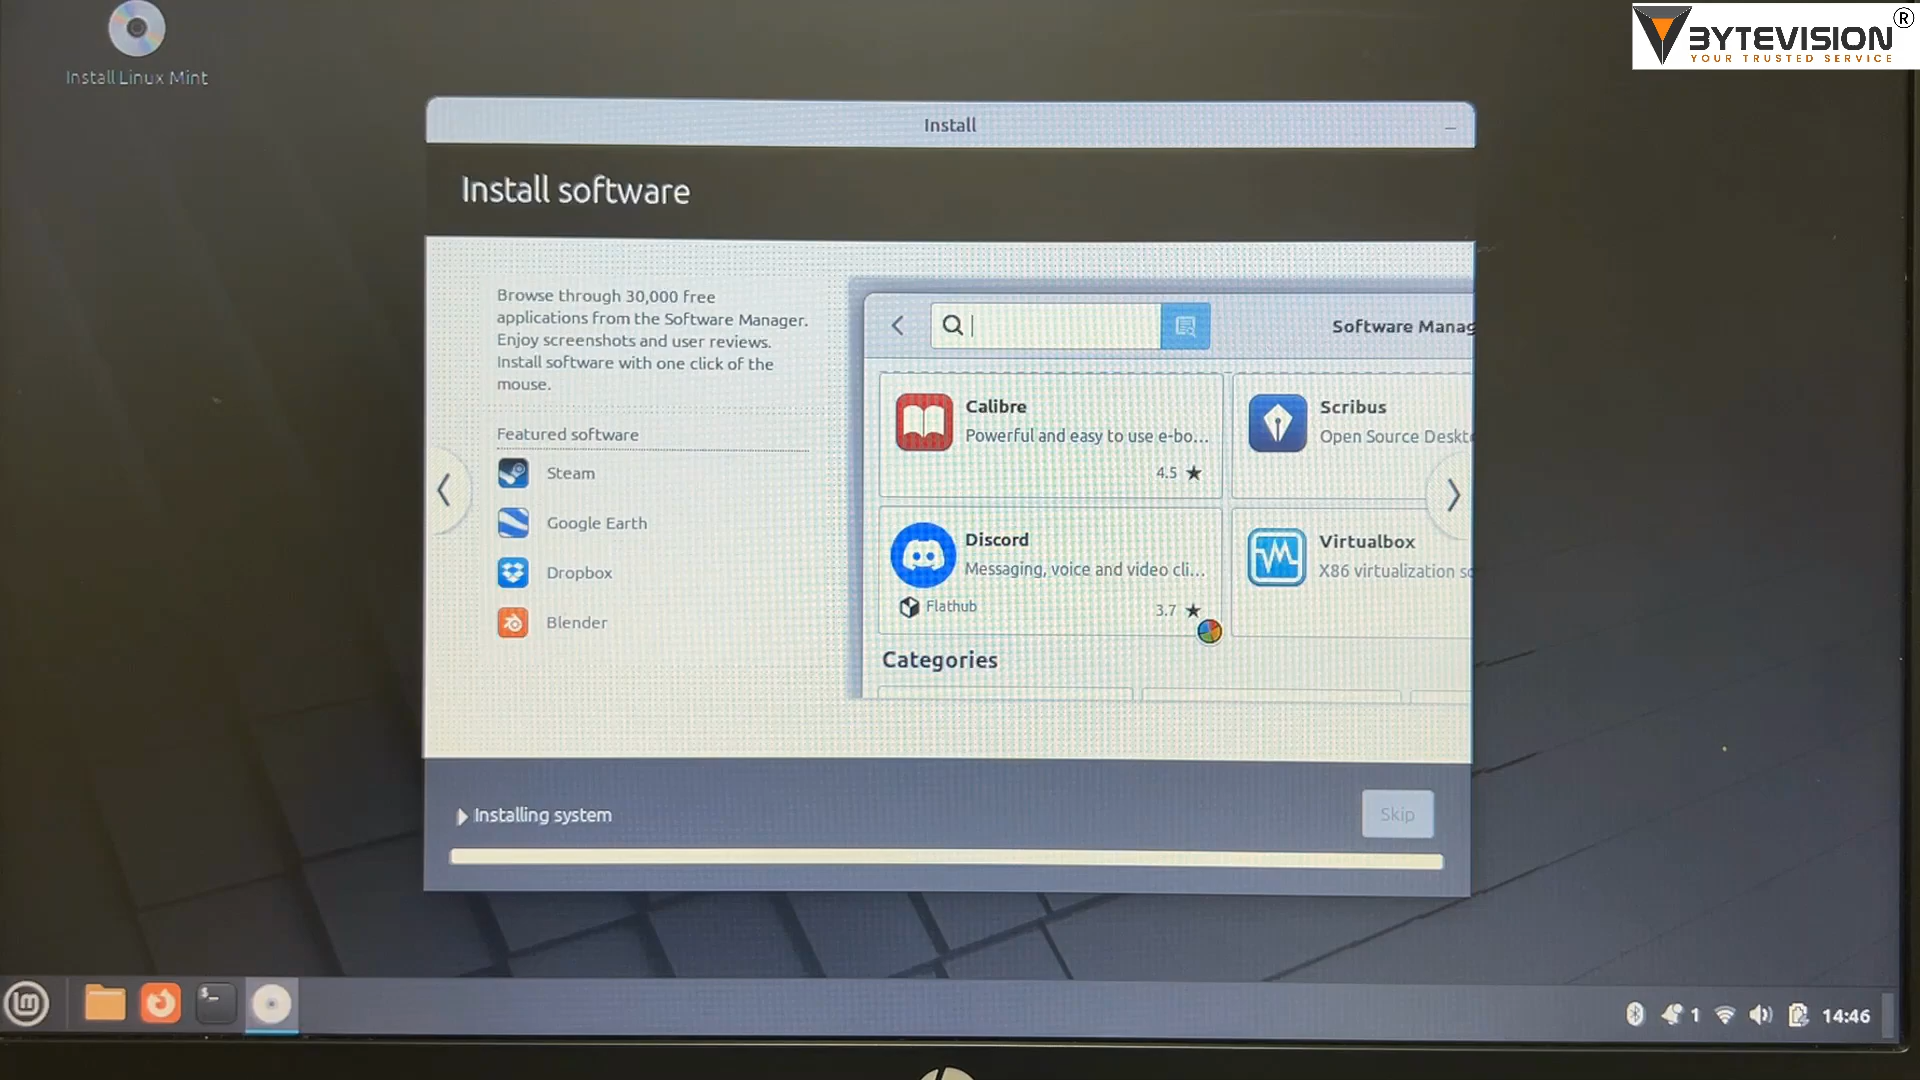 BYTEVISION
®
YOUR TRUSTED SERVICE
Install Linux Mint
Install
Install software
Browse through 30,000 free
applications from the Software Manager.
Enjoy screenshots and user reviews.
Install software with one click of the
mouse.
Featured software
Steam
Google Earth
Dropbox
Blender
Software Manag
Calibre
Powerful and easy to use e-bo...
4.5 ★
Scribus
Open Source Deskt
Discord
Messaging, voice and video cli...
Flathub
3.7 ★
Virtualbox
X86 virtualization so
Categories
Installing system
Skip
$_
1
14:46